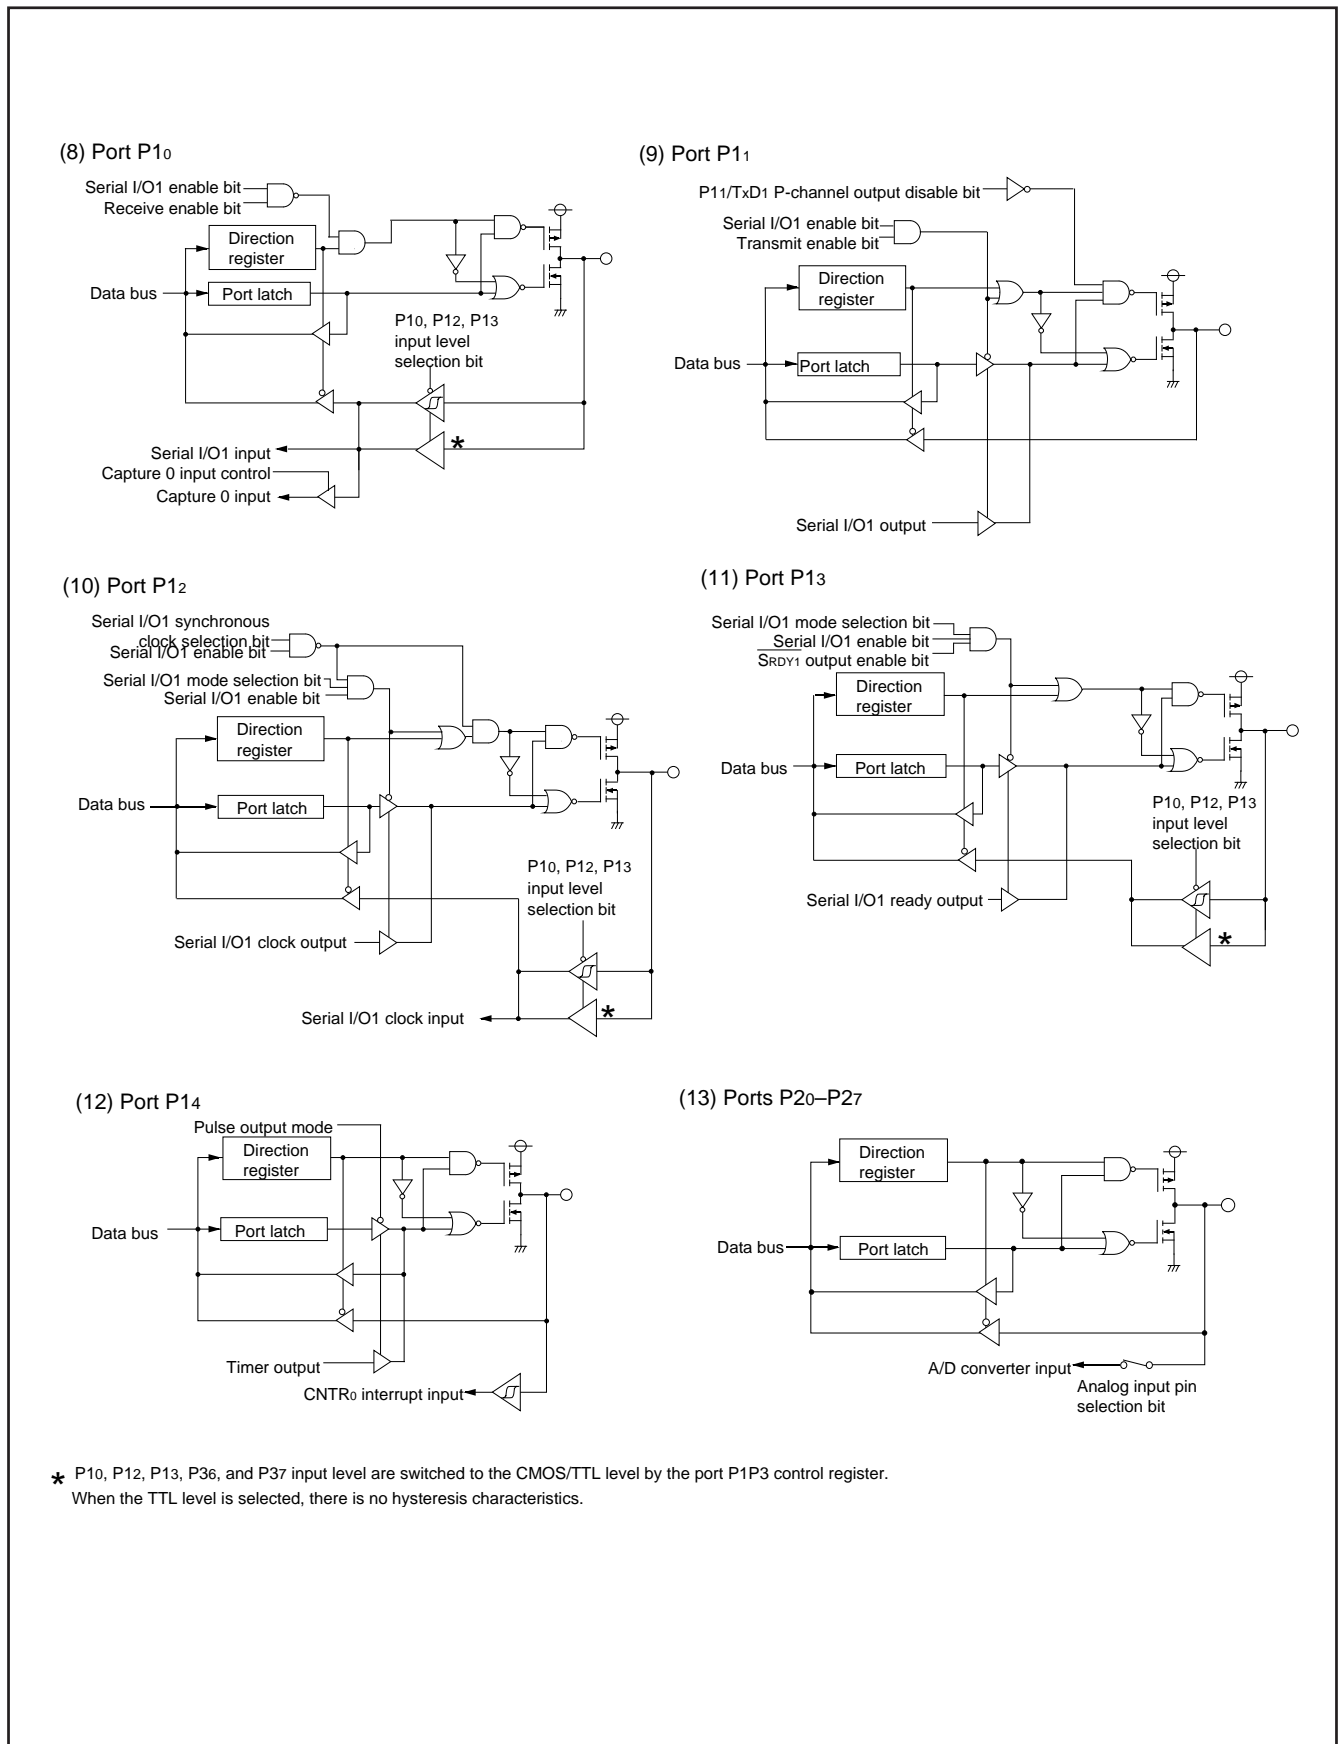 (8) Port P10
Serial I/O1 enable bit
Receive enable bit
Direction
register
Data bus
Port latch
P10, P12, P13
input level
selection bit
*
Serial I/O1 input
Capture 0 input control
Capture 0 input
(9) Port P11
P11/TxD1 P-channel output disable bit
Serial I/O1 enable bit
Transmit enable bit
Direction
register
Data bus
Port latch
Serial I/O1 output
(10) Port P12
Serial I/O1 synchronous
clock selection bit
Serial I/O1 enable bit
Serial I/O1 mode selection bit
Serial I/O1 enable bit
Direction
register
Data bus
Port latch
P10, P12, P13
input level
selection bit
Serial I/O1 clock output
*
Serial I/O1 clock input
(11) Port P13
Serial I/O1 mode selection bit
Serial I/O1 enable bit
SRDY1 output enable bit
Direction
register
Data bus
Port latch
P10, P12, P13
input level
selection bit
Serial I/O1 ready output
*
(12) Port P14
Pulse output mode
Direction
register
Data bus
Port latch
Timer output
CNTR0 interrupt input
(13) Ports P20–P27
Direction
register
Data bus
Port latch
A/D converter input
Analog input pin
selection bit
* P10, P12, P13, P36, and P37 input level are switched to the CMOS/TTL level by the port P1P3 control register.
When the TTL level is selected, there is no hysteresis characteristics.